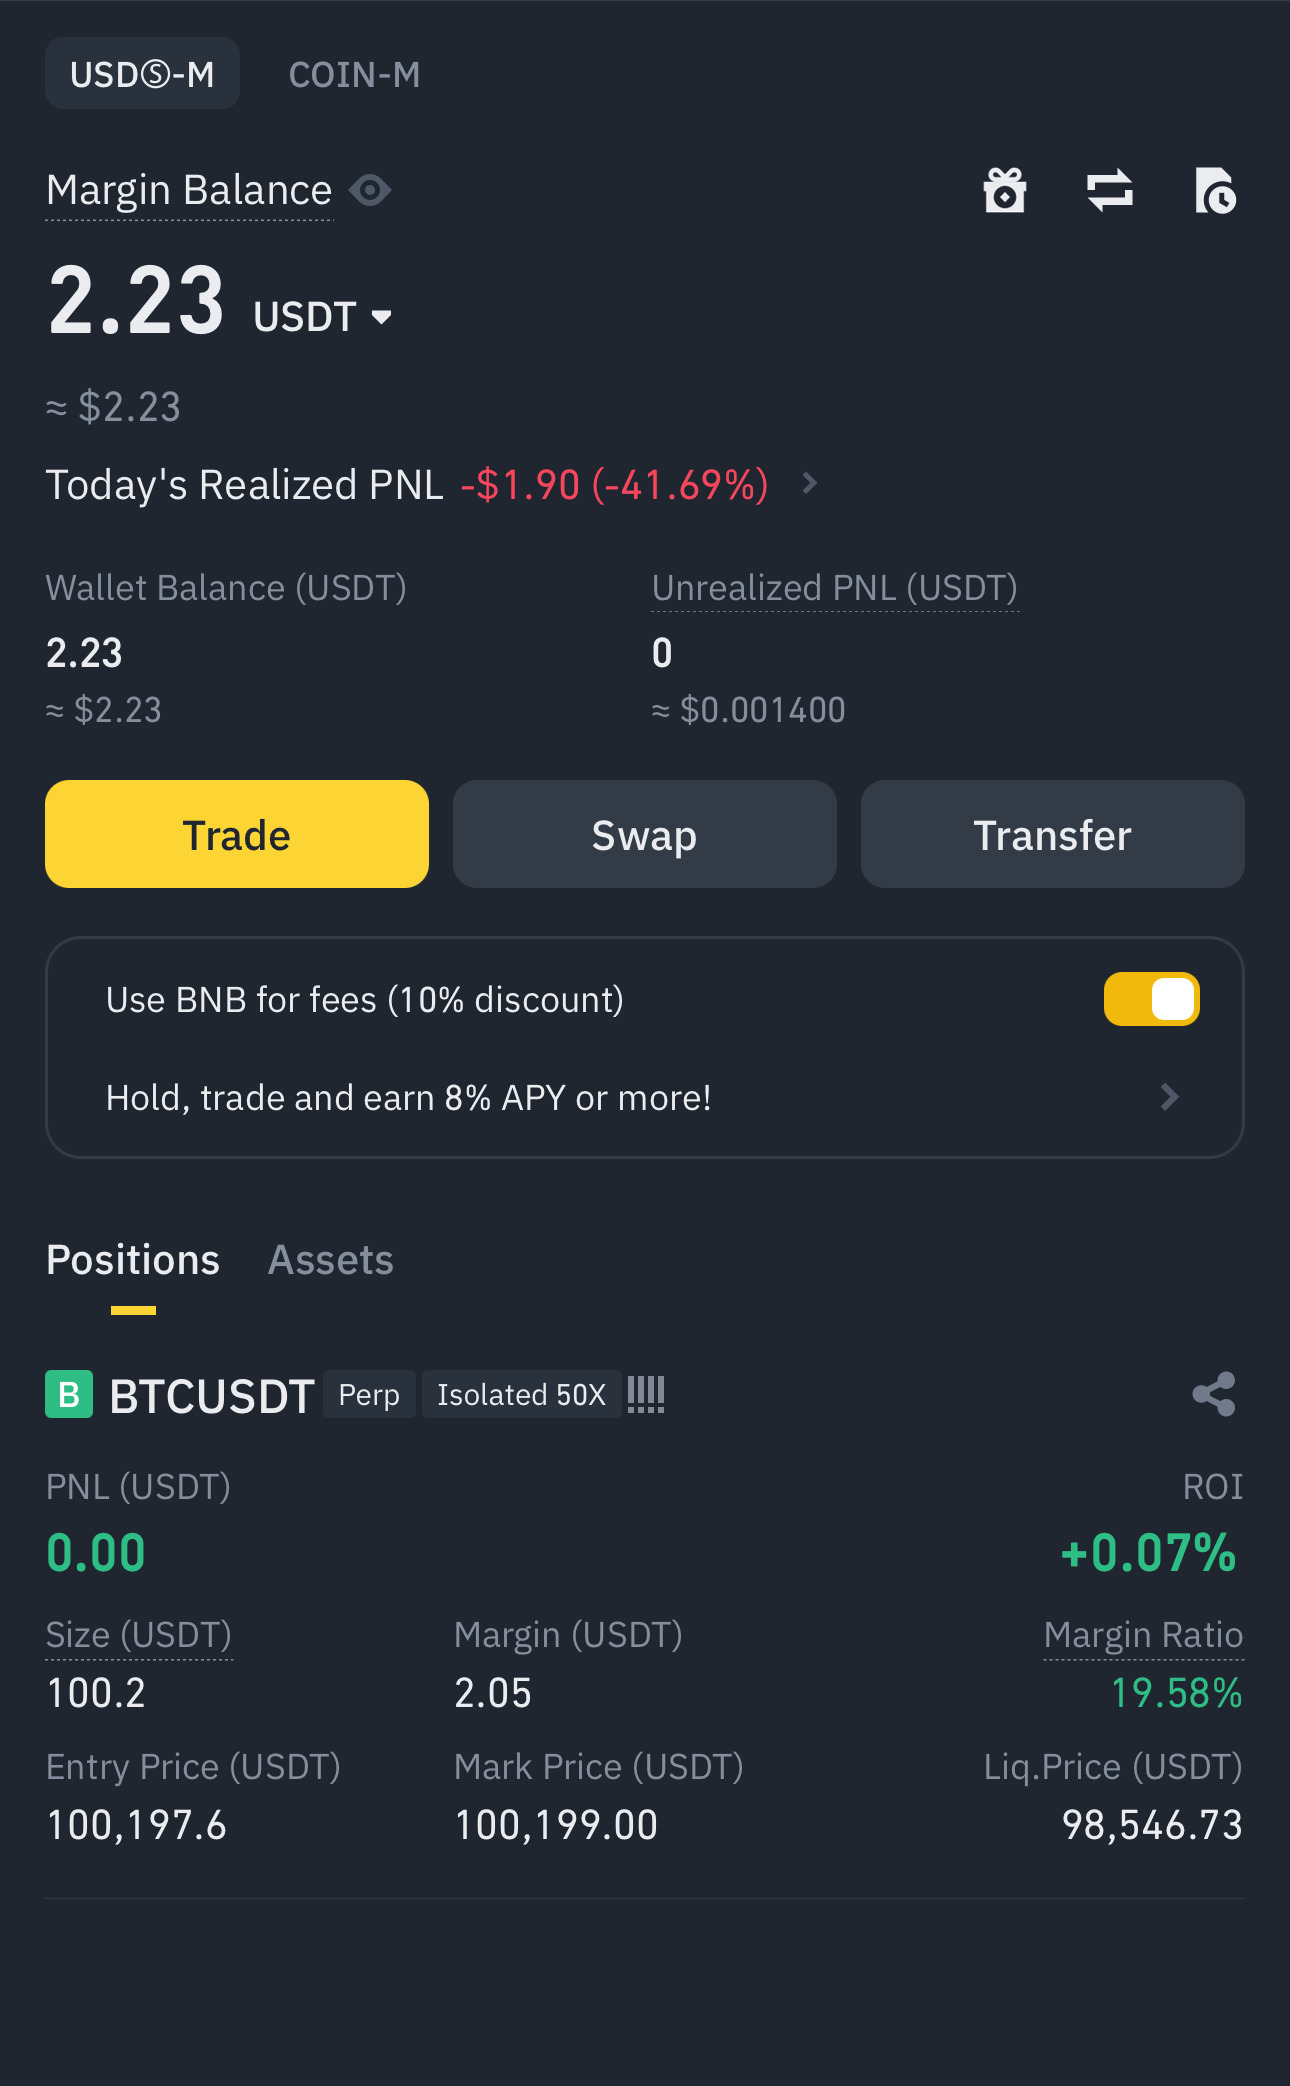 USDⓈ-M COIN-M
Margin Balance
2.23 USDT
≈ $2.23
Today's Realized PNL -$1.90 (-41.69%)
Wallet Balance (USDT) Unrealized PNL (USDT)
2.23 0
≈ $2.23 ≈ $0.001400
Trade Swap Transfer
Use BNB for fees (10% discount)
Hold, trade and earn 8% APY or more!
Positions Assets
B BTCUSDT Perp Isolated 50X !!!!
PNL (USDT) ROI
0.00 +0.07%
Size (USDT) Margin (USDT) Margin Ratio
100.2 2.05 19.58%
Entry Price (USDT) Mark Price (USDT) Liq.Price (USDT)
100,197.6 100,199.00 98,546.73